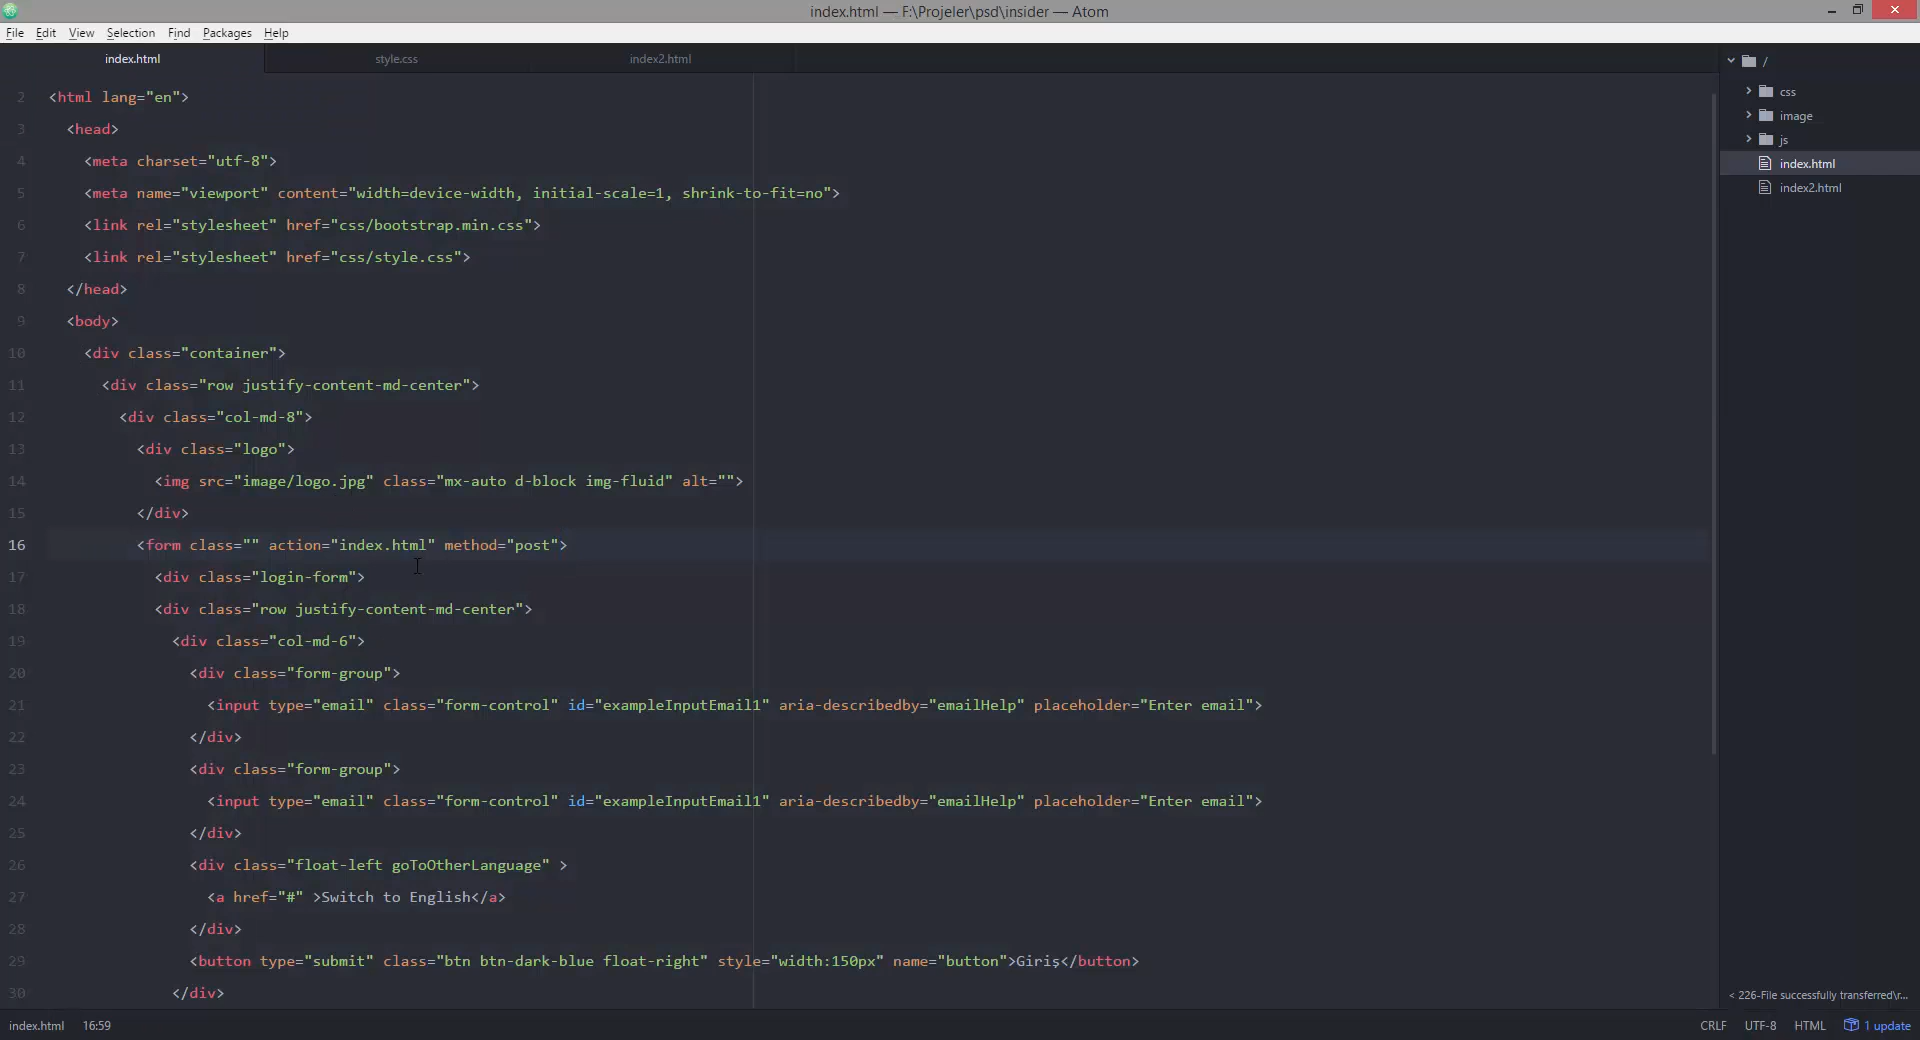 index.html — F:\Projeler\psd\insider — Atom
File Edit View Selection Find Packages Help
index.html style.css index2.html
2 <html lang="en">
3 <head>
4 <meta charset="utf-8">
5 <meta name="viewport" content="width=device-width, initial-scale=1, shrink-to-fit=no">
6 <link rel="stylesheet" href="css/bootstrap.min.css">
7 <link rel="stylesheet" href="css/style.css">
8 </head>
9 <body>
10 <div class="container">
11 <div class="row justify-content-md-center">
12 <div class="col-md-8">
13 <div class="logo">
14 <img src="image/logo.jpg" class="mx-auto d-block img-fluid" alt="">
15 </div>
16 <form class="" action="index.html" method="post">
17 <div class="login-form">
18 <div class="row justify-content-md-center">
19 <div class="col-md-6">
20 <div class="form-group">
21 <input type="email" class="form-control" id="exampleInputEmail1" aria-describedby="emailHelp" placeholder="Enter email">
22 </div>
23 <div class="form-group">
24 <input type="email" class="form-control" id="exampleInputEmail1" aria-describedby="emailHelp" placeholder="Enter email">
25 </div>
26 <div class="float-left goToOtherLanguage" >
27 <a href="#" >Switch to English</a>
28 </div>
29 <button type="submit" class="btn btn-dark-blue float-right" style="width:150px" name="button">Giriş</button>
30 </div>
/
css
image
js
index.html
index2.html
< 226-File successfully transferred\r...
index.html 16:59 CRLF UTF-8 HTML 1 update